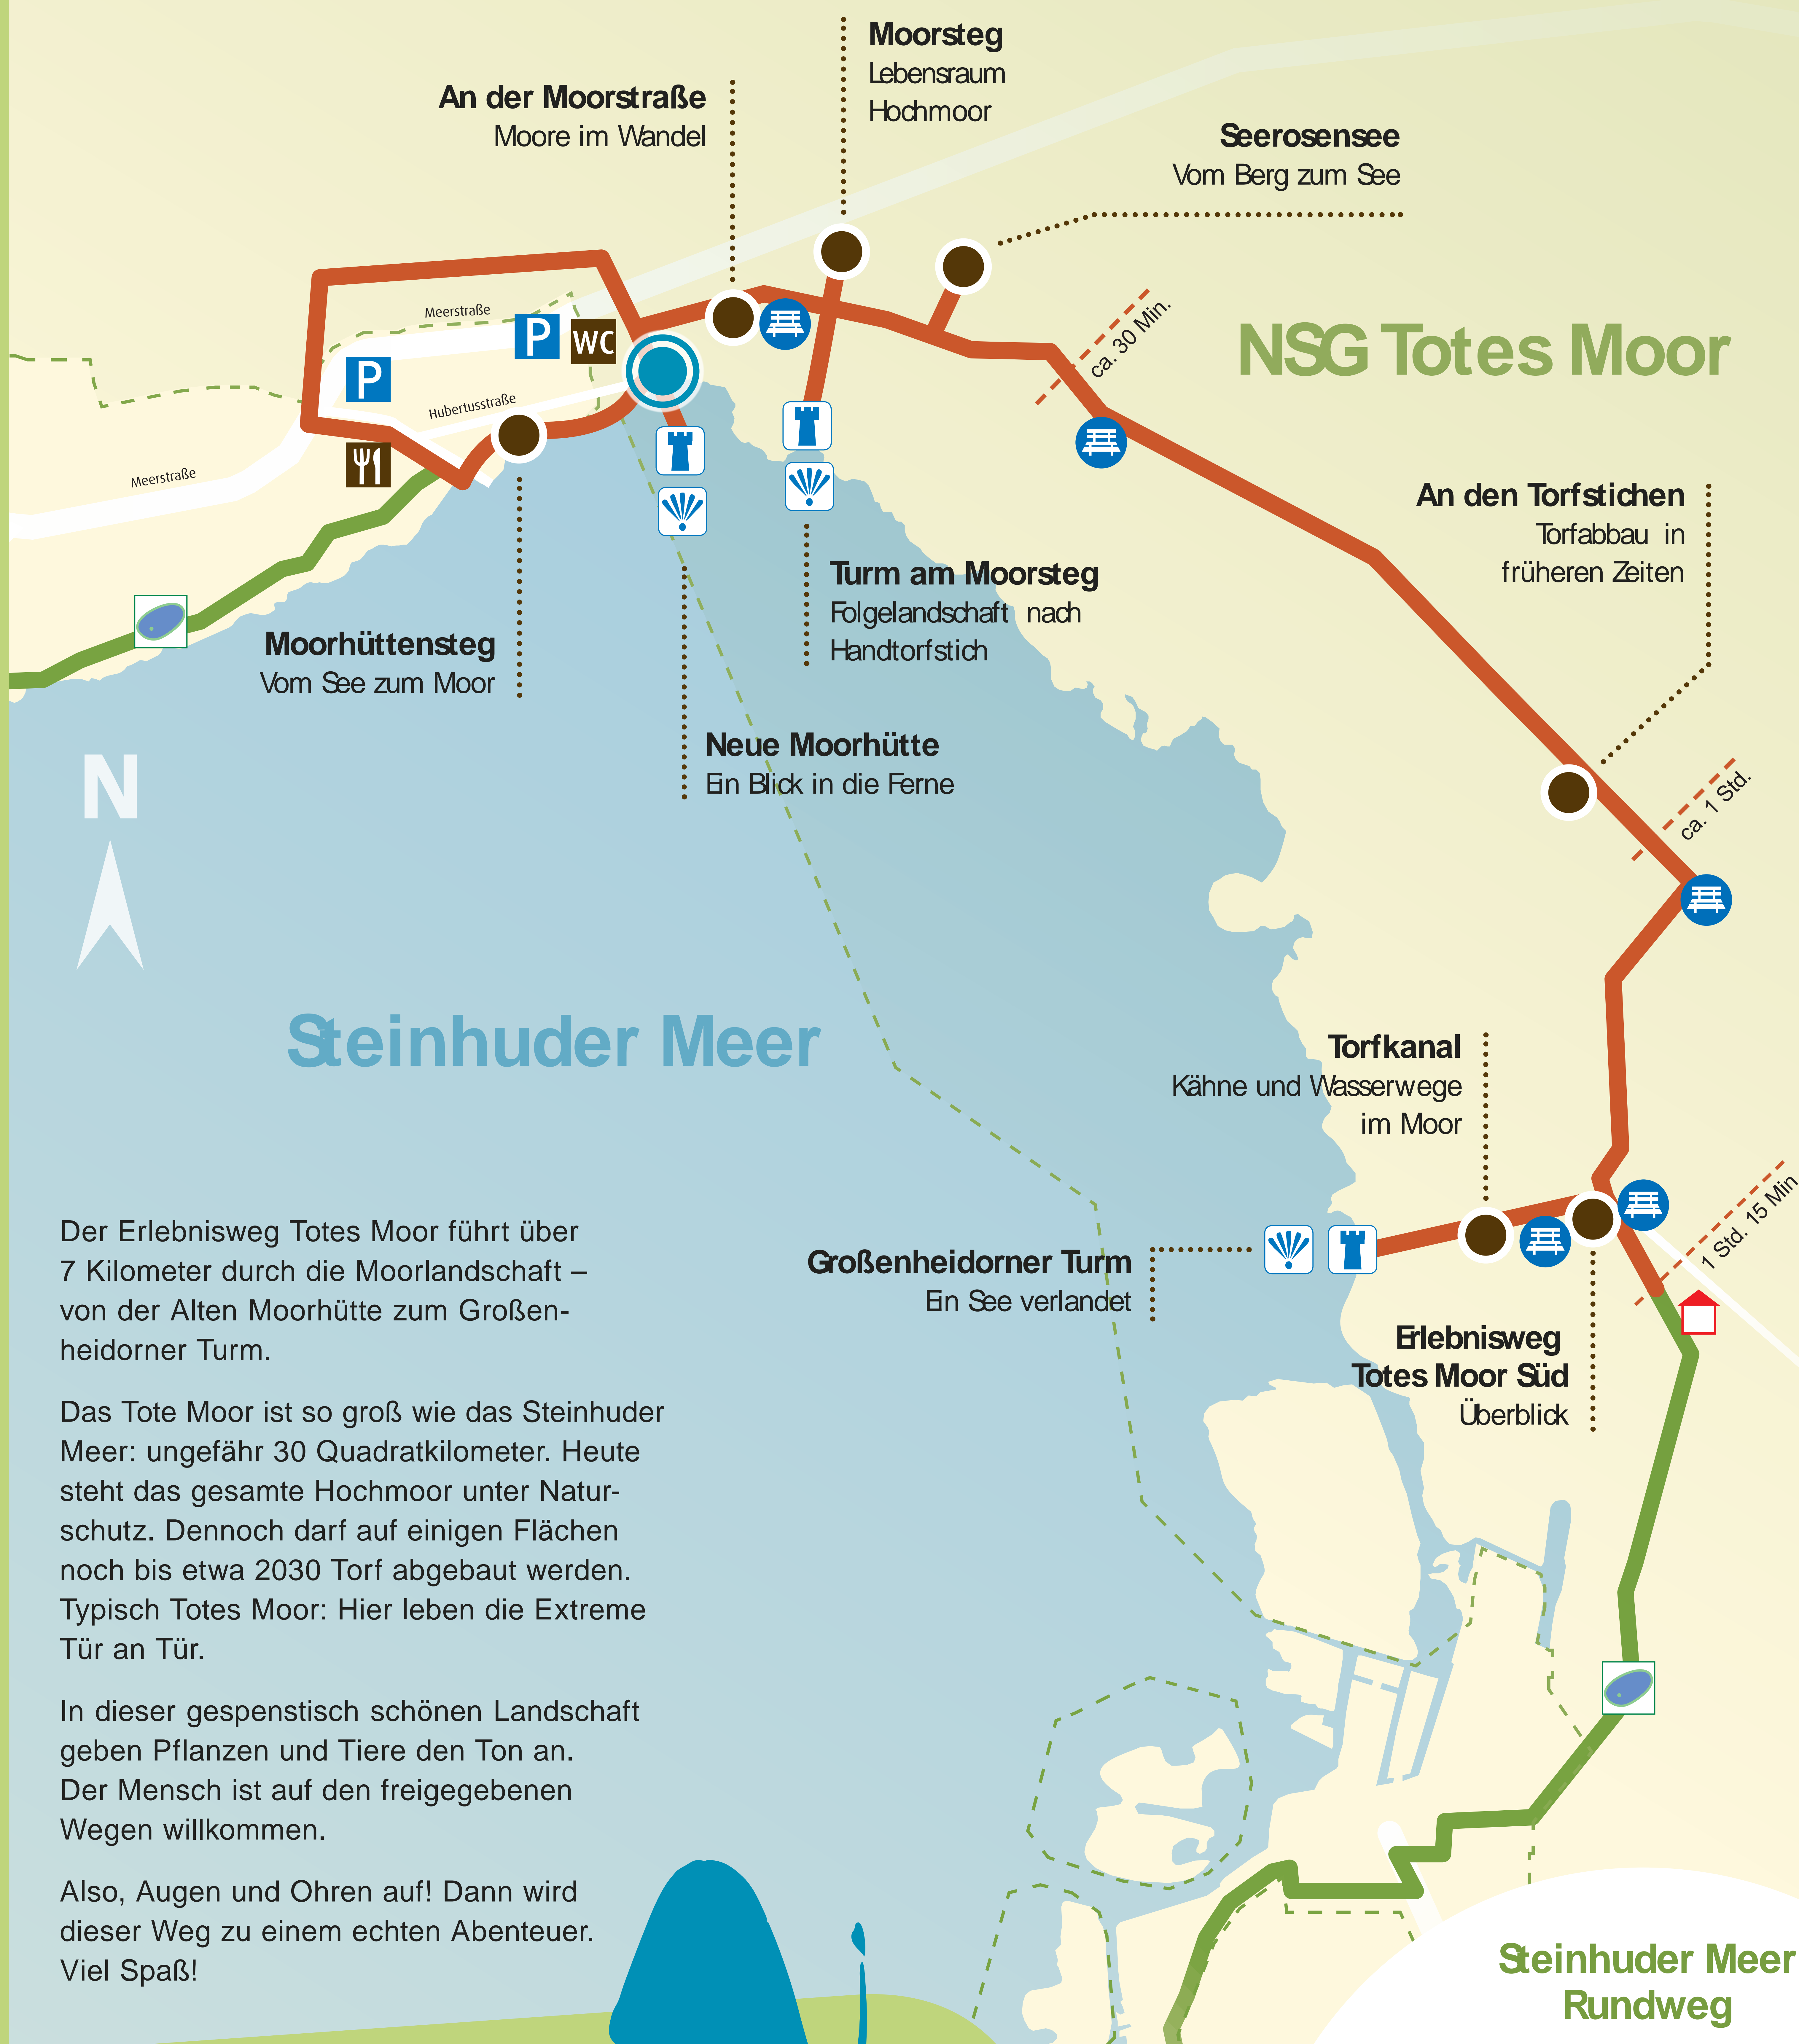 Moorsteg
Lebensraum
Hochmoor
An der Moorstraße
Moore im Wandel
Seerosensee
Vom Berg zum See
Meerstraße
P
WC
P
Hubertusstraße
Meerstraße
ca. 30 Min.
NSG Totes Moor
An den Torfstichen
Torfabbau in
früheren Zeiten
Turm am Moorsteg
Folgelandschaft nach
Handtorfstich
Moorhüttensteg
Vom See zum Moor
Neue Moorhütte
Ein Blick in die Ferne
N
ca. 1 Std.
Steinhuder Meer
Torfkanal
Kähne und Wasserwege
im Moor
1 Std. 15 Min
Großenheidorner Turm
Ein See verlandet
Erlebnisweg
Totes Moor Süd
Überblick
Der Erlebnisweg Totes Moor führt über
7 Kilometer durch die Moorlandschaft –
von der Alten Moorhütte zum Großen-
heidorner Turm.
Das Tote Moor ist so groß wie das Steinhuder
Meer: ungefähr 30 Quadratkilometer. Heute
steht das gesamte Hochmoor unter Natur-
schutz. Dennoch darf auf einigen Flächen
noch bis etwa 2030 Torf abgebaut werden.
Typisch Totes Moor: Hier leben die Extreme
Tür an Tür.
In dieser gespenstisch schönen Landschaft
geben Pflanzen und Tiere den Ton an.
Der Mensch ist auf den freigegebenen
Wegen willkommen.
Also, Augen und Ohren auf! Dann wird
dieser Weg zu einem echten Abenteuer.
Viel Spaß!
Steinhuder Meer
Rundweg